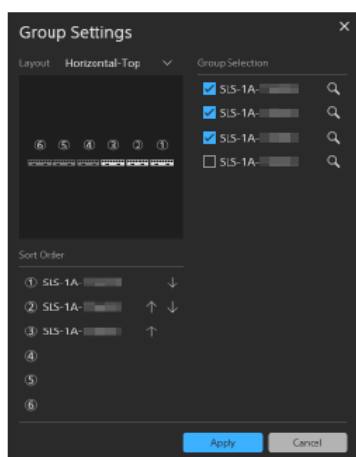 Group Settings
Layout Horizontal-Top
Group Selection
SLS-1A-
SLS-1A-
SLS-1A-
SLS-1A-
⑥ ⑤ ④ ③ ② ①
Sort Order
① SLS-1A-
② SLS-1A-
③ SLS-1A-
④
⑤
⑥
Apply Cancel